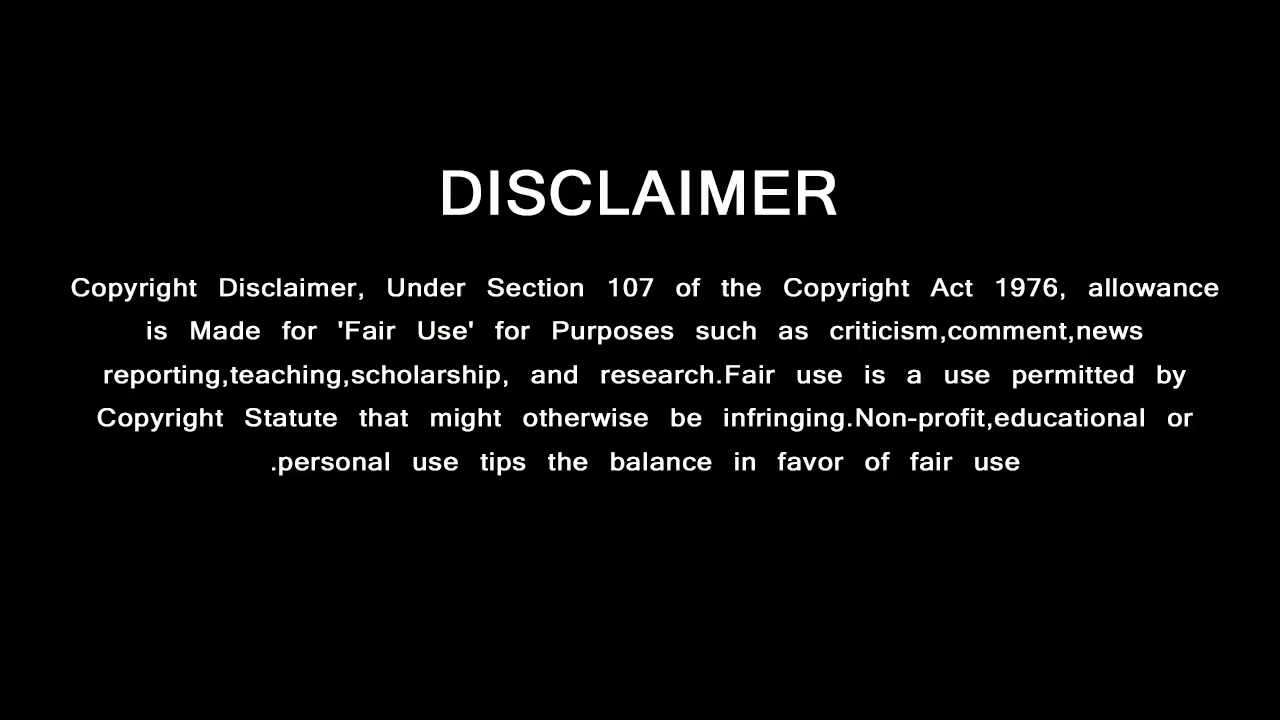 DISCLAIMER
Copyright Disclaimer, Under Section 107 of the Copyright Act 1976, allowance
is Made for 'Fair Use' for Purposes such as criticism,comment,news
reporting,teaching,scholarship, and research.Fair use is a use permitted by
Copyright Statute that might otherwise be infringing.Non-profit,educational or
.personal use tips the balance in favor of fair use